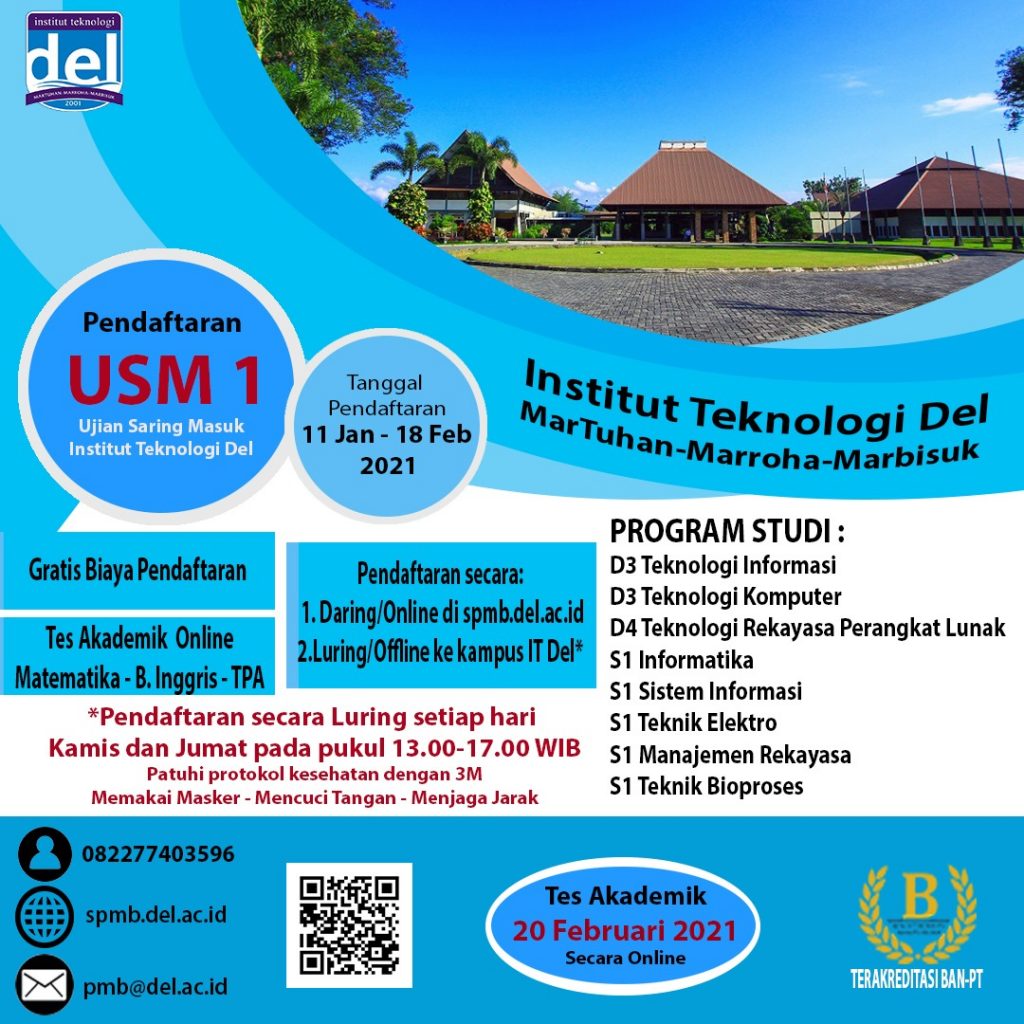 institut teknologi
del
MARTUHAN-MARROHA-MARBISUK
2001
Pendaftaran
USM 1
Ujian Saring Masuk
Institut Teknologi Del
Tanggal
Pendaftaran
11 Jan - 18 Feb
2021
Institut Teknologi Del
MarTuhan-Marroha-Marbisuk
Gratis Biaya Pendaftaran
Tes Akademik Online
Matematika - B. Inggris - TPA
Pendaftaran secara:
1. Daring/Online di spmb.del.ac.id
2.Luring/Offline ke kampus IT Del*
*Pendaftaran secara Luring setiap hari
Kamis dan Jumat pada pukul 13.00-17.00 WIB
Patuhi protokol kesehatan dengan 3M
Memakai Masker - Mencuci Tangan - Menjaga Jarak
PROGRAM STUDI :
D3 Teknologi Informasi
D3 Teknologi Komputer
D4 Teknologi Rekayasa Perangkat Lunak
S1 Informatika
S1 Sistem Informasi
S1 Teknik Elektro
S1 Manajemen Rekayasa
S1 Teknik Bioproses
082277403596
spmb.del.ac.id
pmb@del.ac.id
Tes Akademik
20 Februari 2021
Secara Online
B
TERAKREDITASI BAN-PT